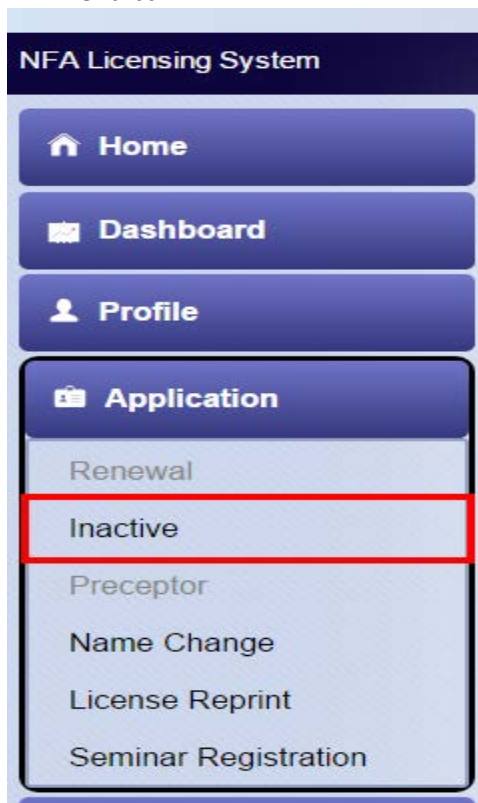 NFA Licensing System
Home
Dashboard
Profile
Application
Renewal
Inactive
Preceptor
Name Change
License Reprint
Seminar Registration